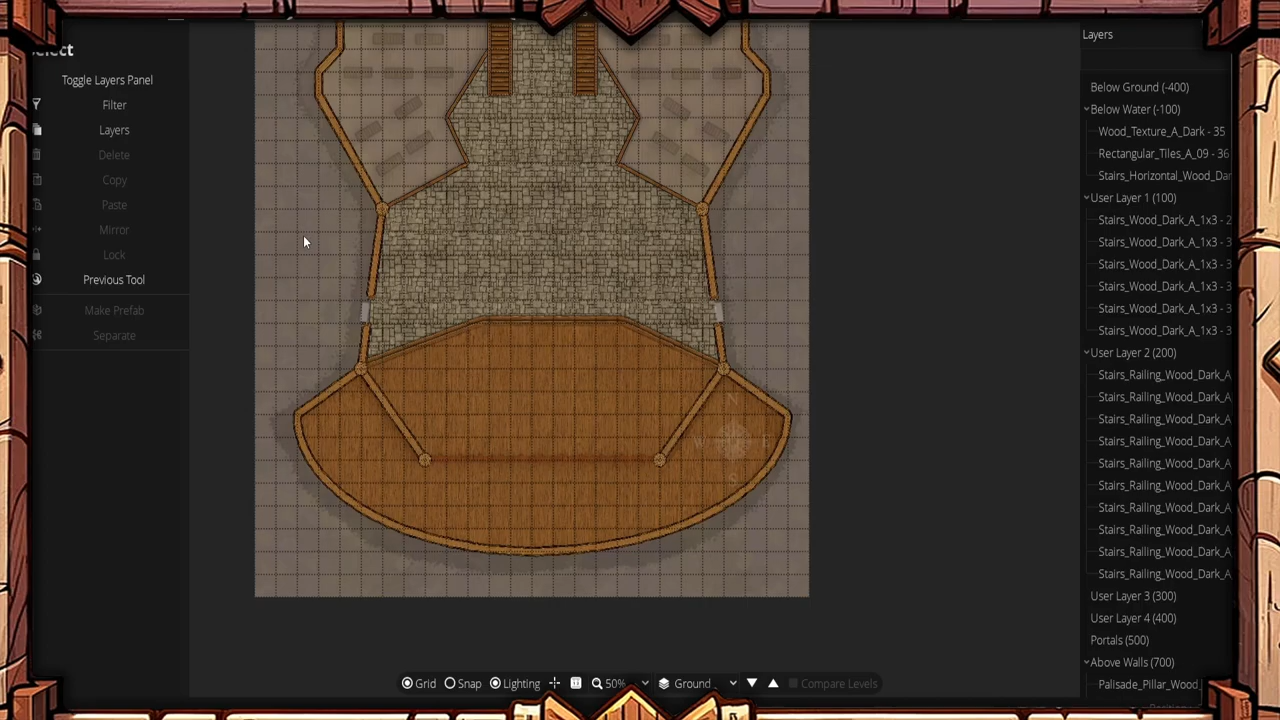 elect
Toggle Layers Panel
Filter
Layers
Delete
Copy
Paste
Mirror
Lock
Previous Tool
Make Prefab
Separate
N
W
E
S
Grid
Snap
Lighting
50%
Ground
Compare Levels
Layers
Below Ground (-400)
Below Water (-100)
Wood_Texture_A_Dark - 35
Rectangular_Tiles_A_09 - 36
Stairs_Horizontal_Wood_Dar
User Layer 1 (100)
Stairs_Wood_Dark_A_1x3 - 2
Stairs_Wood_Dark_A_1x3 - 3
Stairs_Wood_Dark_A_1x3 - 3
Stairs_Wood_Dark_A_1x3 - 3
Stairs_Wood_Dark_A_1x3 - 3
Stairs_Wood_Dark_A_1x3 - 3
User Layer 2 (200)
Stairs_Railing_Wood_Dark_A
Stairs_Railing_Wood_Dark_A
Stairs_Railing_Wood_Dark_A
Stairs_Railing_Wood_Dark_A
Stairs_Railing_Wood_Dark_A
Stairs_Railing_Wood_Dark_A
Stairs_Railing_Wood_Dark_A
Stairs_Railing_Wood_Dark_A
Stairs_Railing_Wood_Dark_A
Stairs_Railing_Wood_Dark_A
User Layer 3 (300)
User Layer 4 (400)
Portals (500)
Above Walls (700)
Palisade_Pillar_Wood_